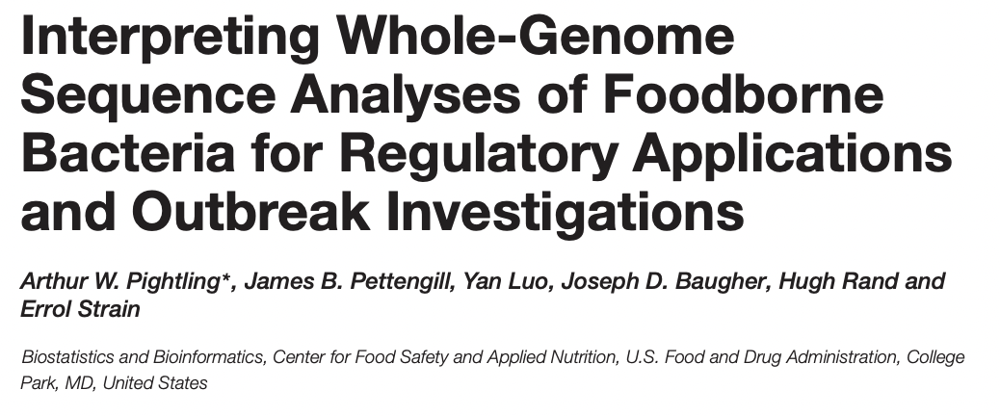 Interpreting Whole-Genome
Sequence Analyses of Foodborne
Bacteria for Regulatory Applications
and Outbreak Investigations
Arthur W. Pightling*, James B. Pettengill, Yan Luo, Joseph D. Baugher, Hugh Rand and
Errol Strain
Biostatistics and Bioinformatics, Center for Food Safety and Applied Nutrition, U.S. Food and Drug Administration, College
Park, MD, United States